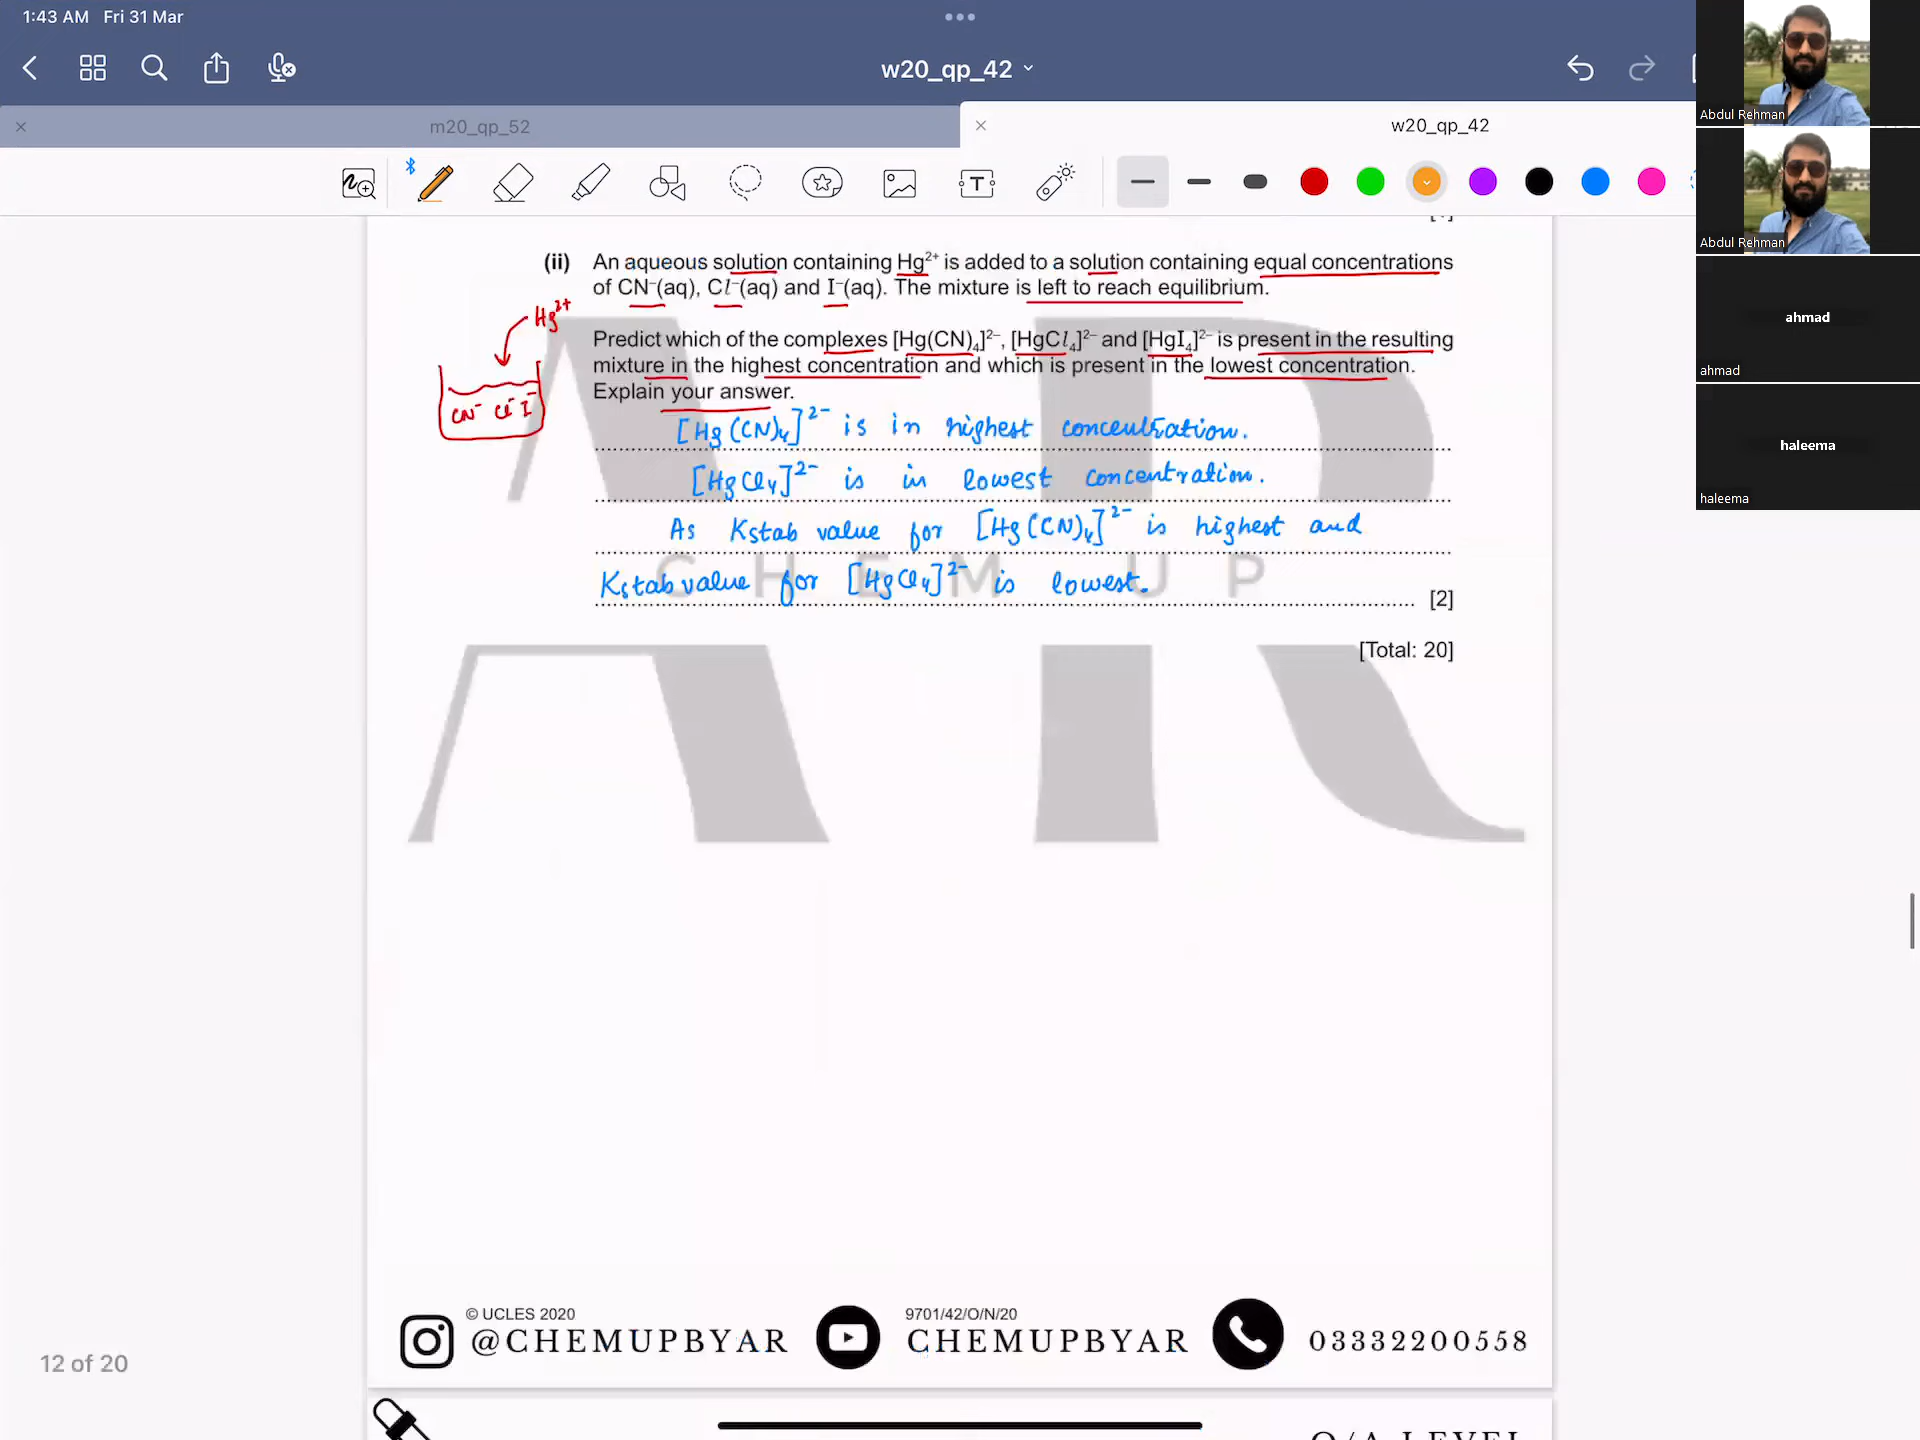 1:43 AM Fri 31 Mar
w20_qp_42
m20_qp_52
w20_qp_42
Abdul Rehman
Abdul Rehman
ahmad
ahmad
haleema
haleema
(ii) An aqueous solution containing Hg²⁺ is added to a solution containing equal concentrations
of CN⁻(aq), Cl⁻(aq) and I⁻(aq). The mixture is left to reach equilibrium.
Hg²⁺
CN⁻ Cl⁻ I⁻
Predict which of the complexes [Hg(CN)₄]²⁻, [HgCl₄]²⁻ and [HgI₄]²⁻ is present in the resulting
mixture in the highest concentration and which is present in the lowest concentration.
Explain your answer.
[Hg(CN)₄]²⁻ is in highest concentration.
[HgCl₄]²⁻ is in lowest concentration.
As Kstab value for [Hg(CN)₄]²⁻ is highest and
Kstab value for [HgCl₄]²⁻ is lowest.
[2]
[Total: 20]
AR
CHEM UP
AR
© UCLES 2020
9701/42/O/N/20
@CHEMUPBYAR
CHEMUPBYAR
03332200558
12 of 20
O/A LEVEL